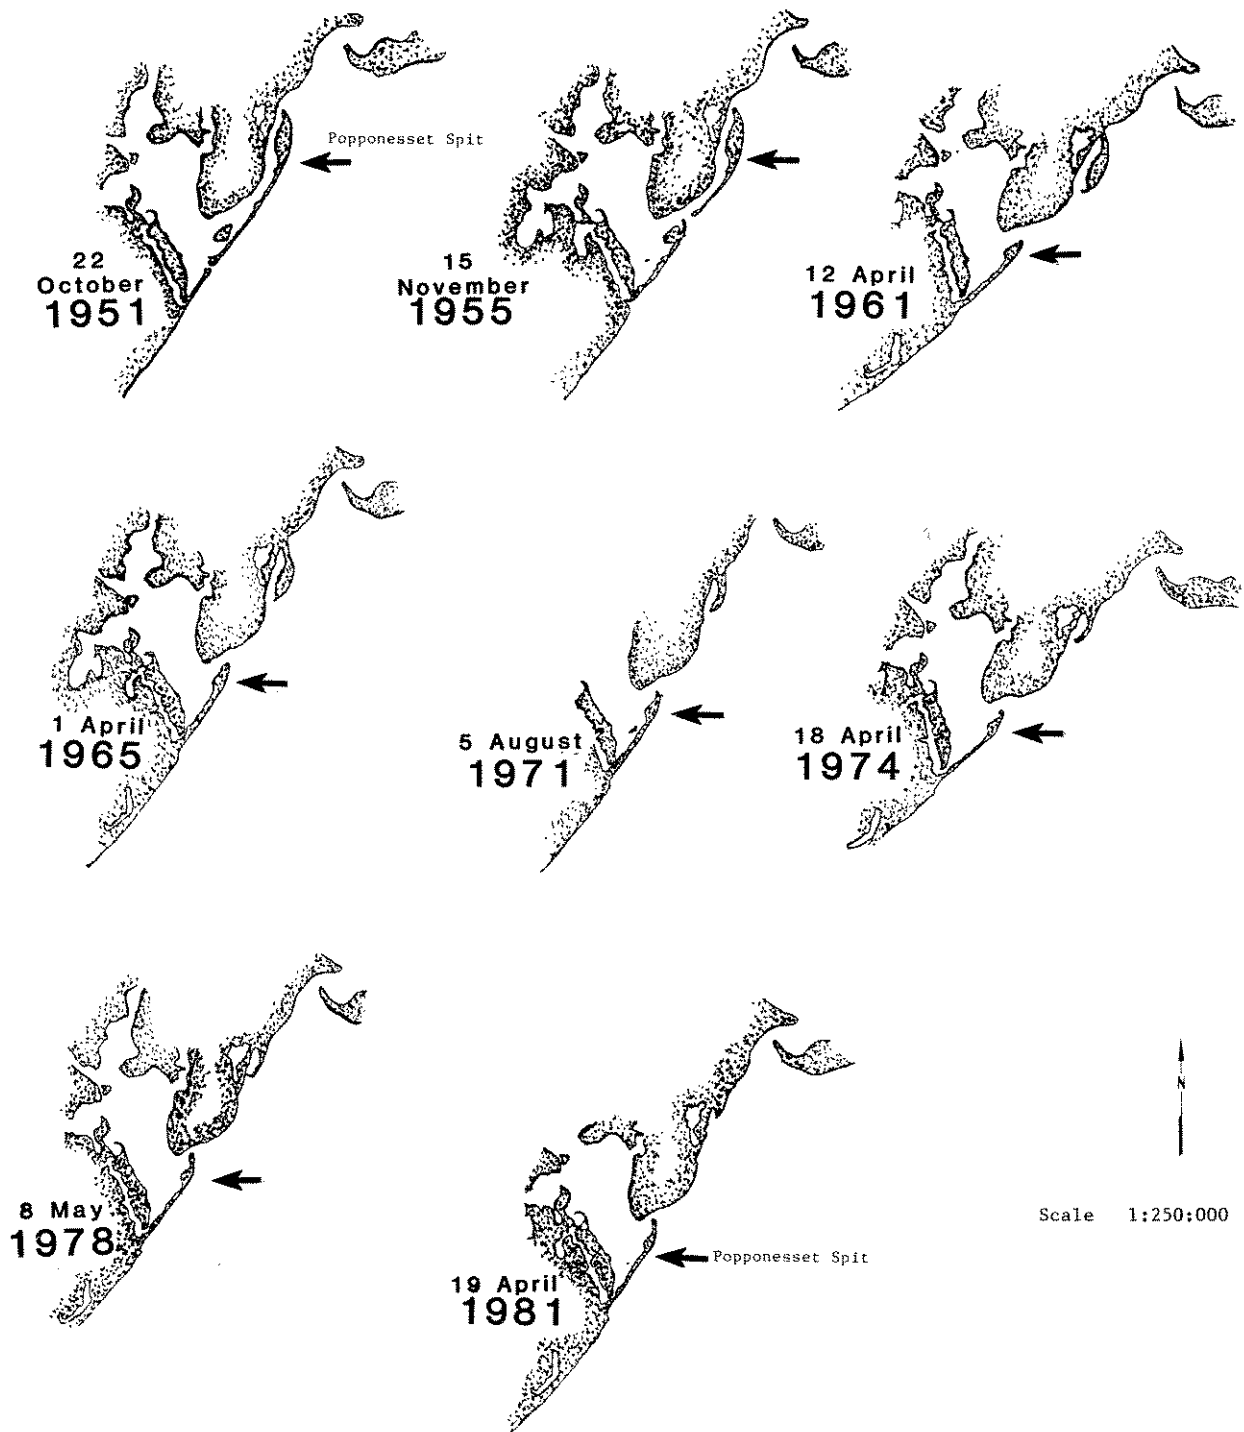 Popponesset Spit
22
October
1951
15
November
1955
12 April
1961
1 April
1965
5 August
1971
18 April
1974
8 May
1978
19 April
1981
Popponesset Spit
N
Scale 1:250:000